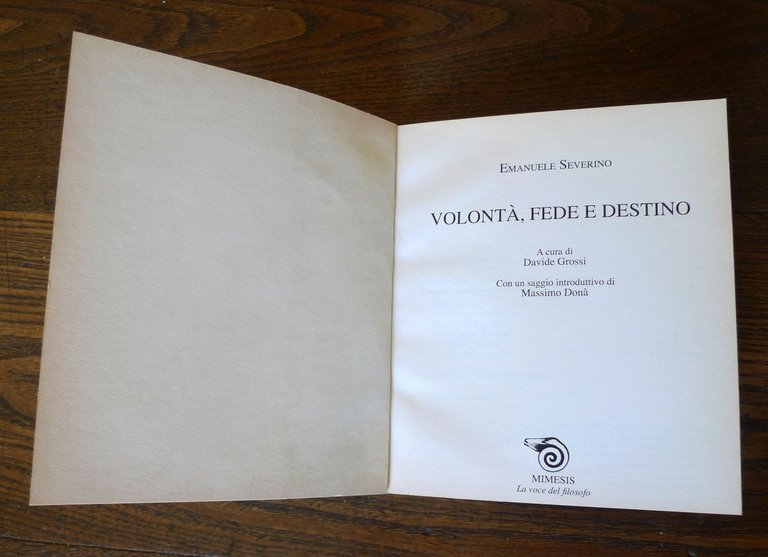 Emanuele Severino
VOLONTÀ, FEDE E DESTINO
A cura di
Davide Grossi
Con un saggio introduttivo di
Massimo Donà
MIMESIS
La voce del filosofo